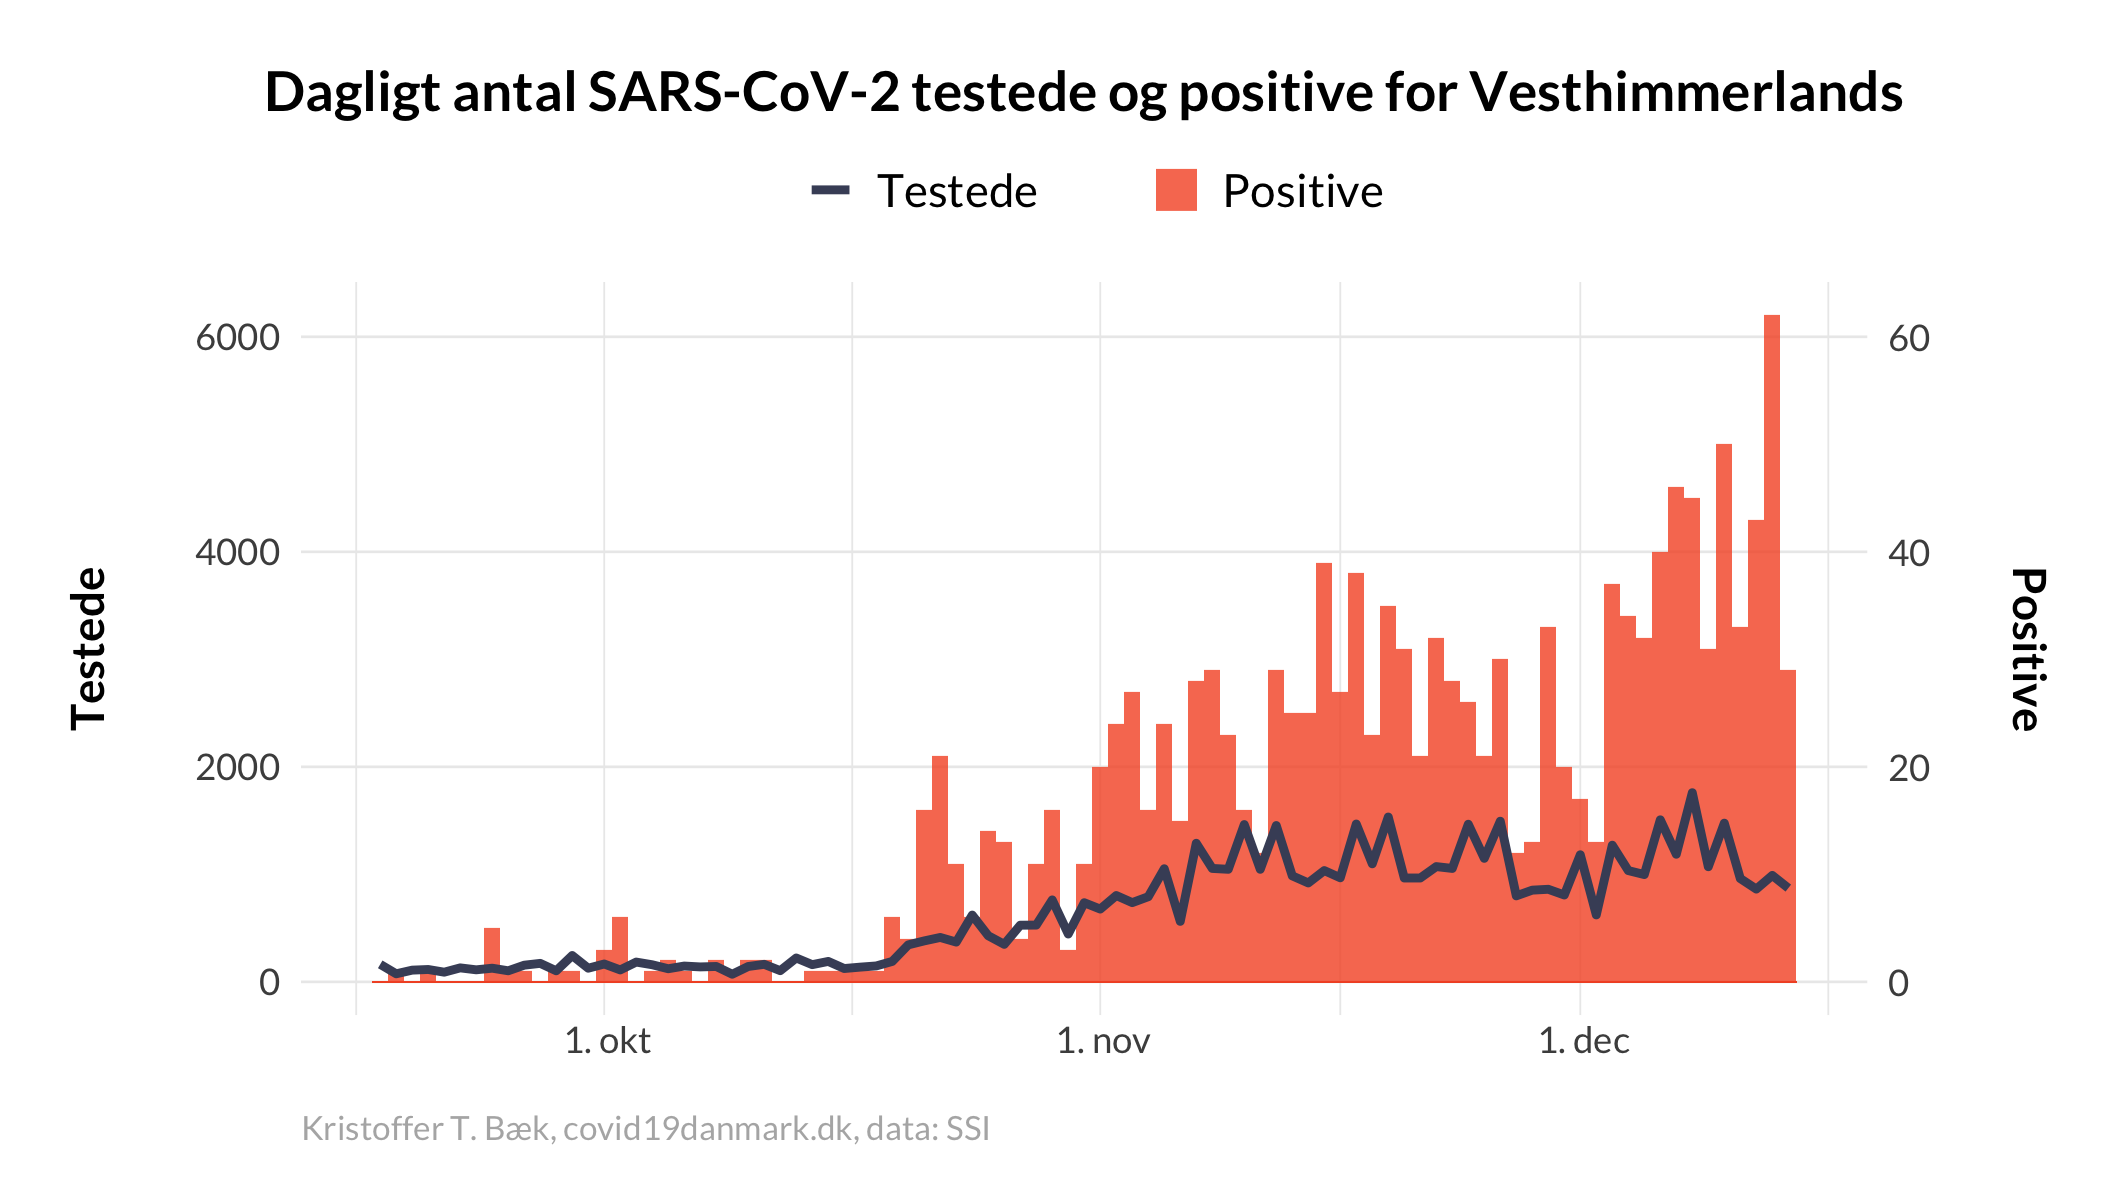 Dagligt antal SARS-CoV-2 testede og positive for Vesthimmerlands
Testede
Positive
6000
4000
2000
0
Testede
60
40
20
0
Positive
1. okt
1. nov
1. dec
Kristoffer T. Bæk, covid19danmark.dk, data: SSI